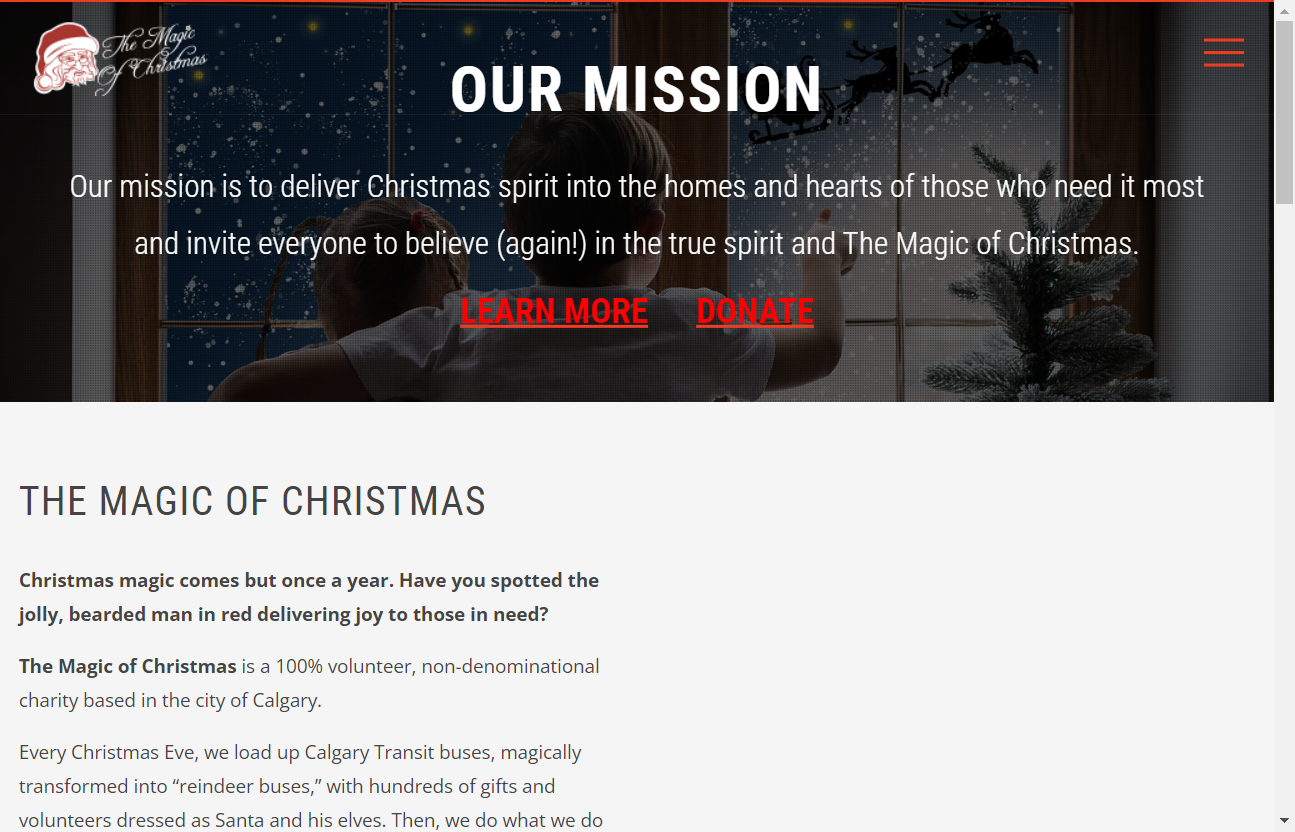 The Magic
Of Christmas
OUR MISSION
Our mission is to deliver Christmas spirit into the homes and hearts of those who need it most
and invite everyone to believe (again!) in the true spirit and The Magic of Christmas.
LEARN MORE DONATE
THE MAGIC OF CHRISTMAS
Christmas magic comes but once a year. Have you spotted the
jolly, bearded man in red delivering joy to those in need?
The Magic of Christmas is a 100% volunteer, non-denominational
charity based in the city of Calgary.
Every Christmas Eve, we load up Calgary Transit buses, magically
transformed into “reindeer buses,” with hundreds of gifts and
volunteers dressed as Santa and his elves. Then, we do what we do